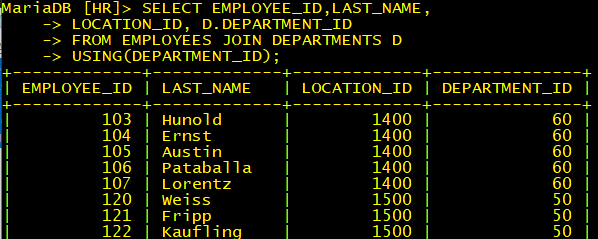 MariaDB [HR]> SELECT EMPLOYEE_ID,LAST_NAME,
-> LOCATION_ID, D.DEPARTMENT_ID
-> FROM EMPLOYEES JOIN DEPARTMENTS D
-> USING(DEPARTMENT_ID);
+-------------+-------------+-------------+---------------+
| EMPLOYEE_ID | LAST_NAME | LOCATION_ID | DEPARTMENT_ID |
+-------------+-------------+-------------+---------------+
| 103 | Hunold | 1400 | 60 |
| 104 | Ernst | 1400 | 60 |
| 105 | Austin | 1400 | 60 |
| 106 | Pataballa | 1400 | 60 |
| 107 | Lorentz | 1400 | 60 |
| 120 | Weiss | 1500 | 50 |
| 121 | Fripp | 1500 | 50 |
| 122 | Kaufling | 1500 | 50 |